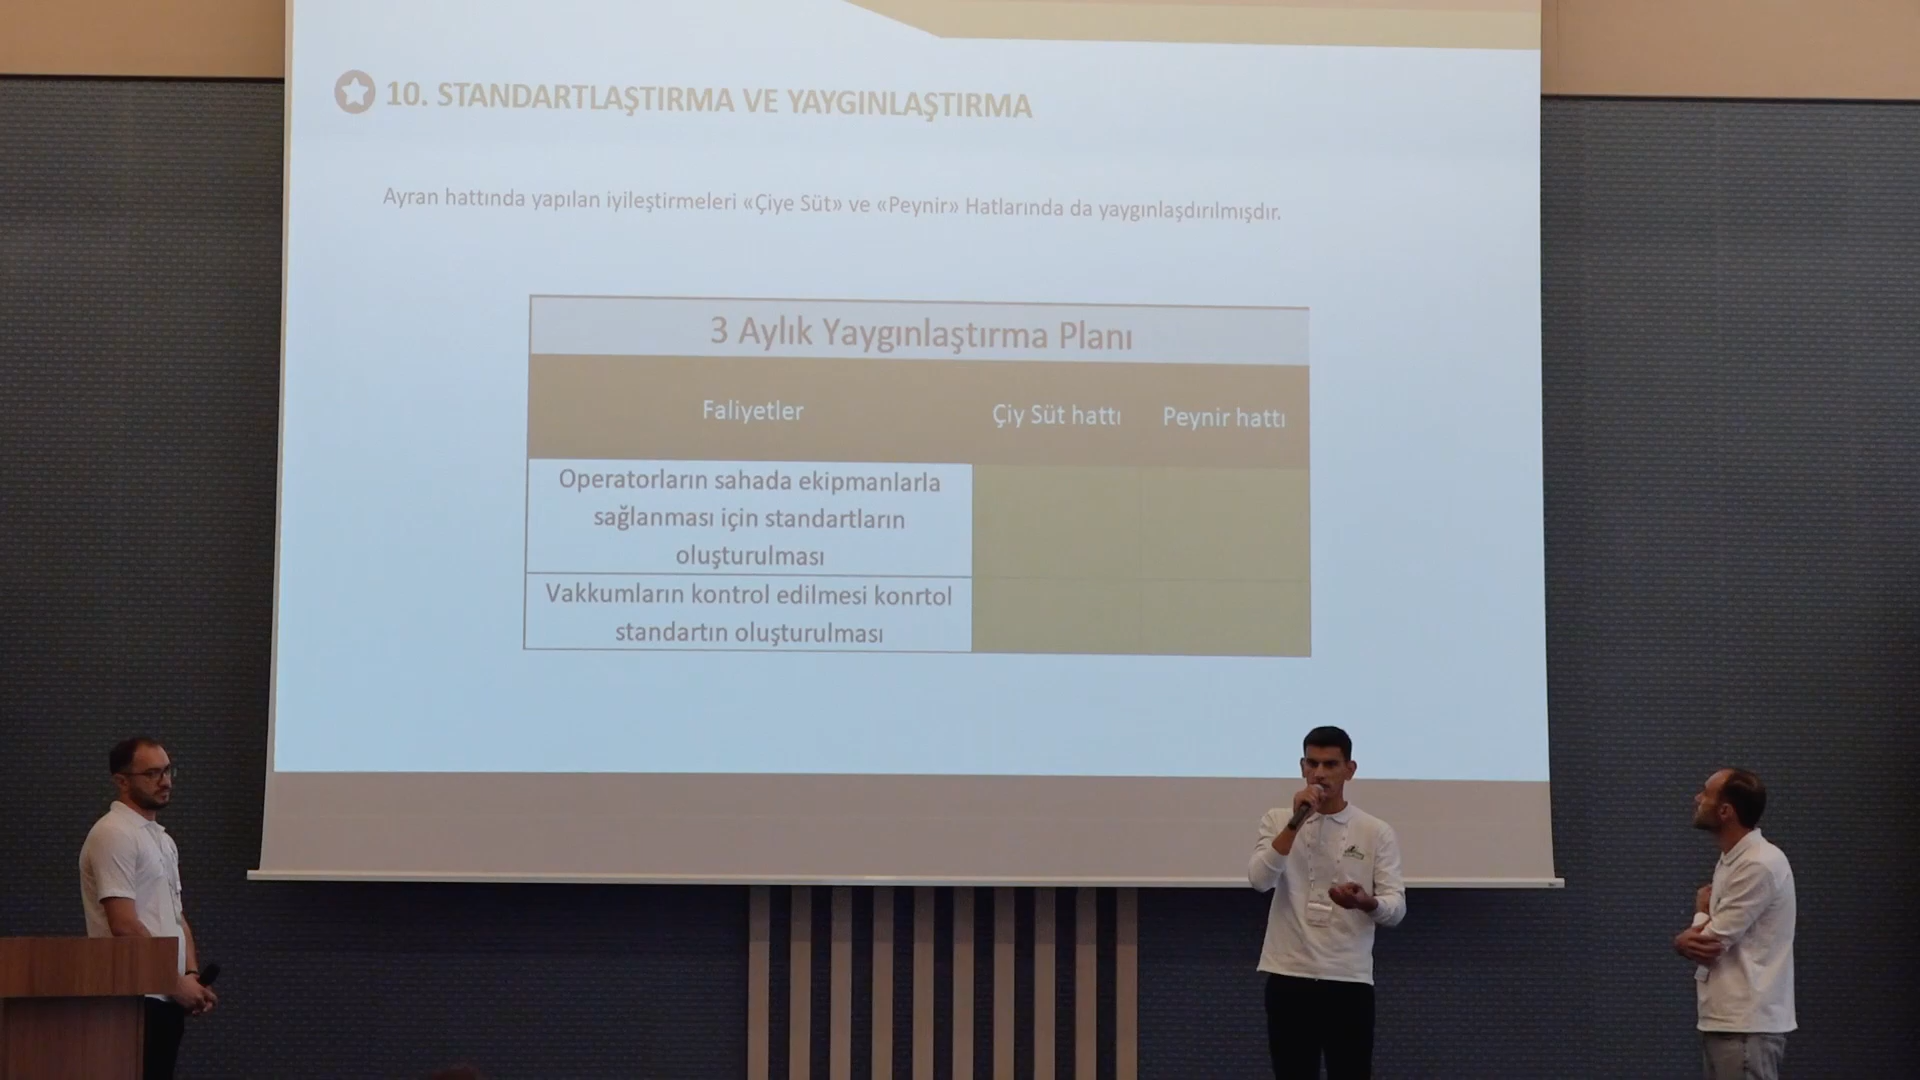 10. STANDARTLAŞTIRMA VE YAYGINLAŞTIRMA
Ayran hattında yapılan iyileştirmeleri «Çiye Süt» ve «Peynir» Hatlarında da yaygınlaşdırılmışdır.
3 Aylık Yaygınlaştırma Planı
Faliyetler
Çiy Süt hattı
Peynir hattı
Operatorların sahada ekipmanlarla
sağlanması için standartların
oluşturulması
Vakkumların kontrol edilmesi konrtol
standartın oluşturulması